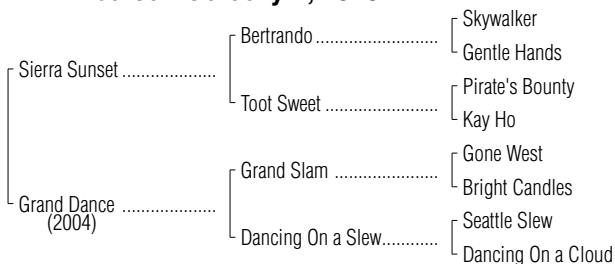 Skywalker
Bertrando
Gentle Hands
Sierra Sunset
Pirate's Bounty
Toot Sweet
Kay Ho
Gone West
Grand Slam
Bright Candles
Grand Dance
(2004)
Seattle Slew
Dancing On a Slew
Dancing On a Cloud